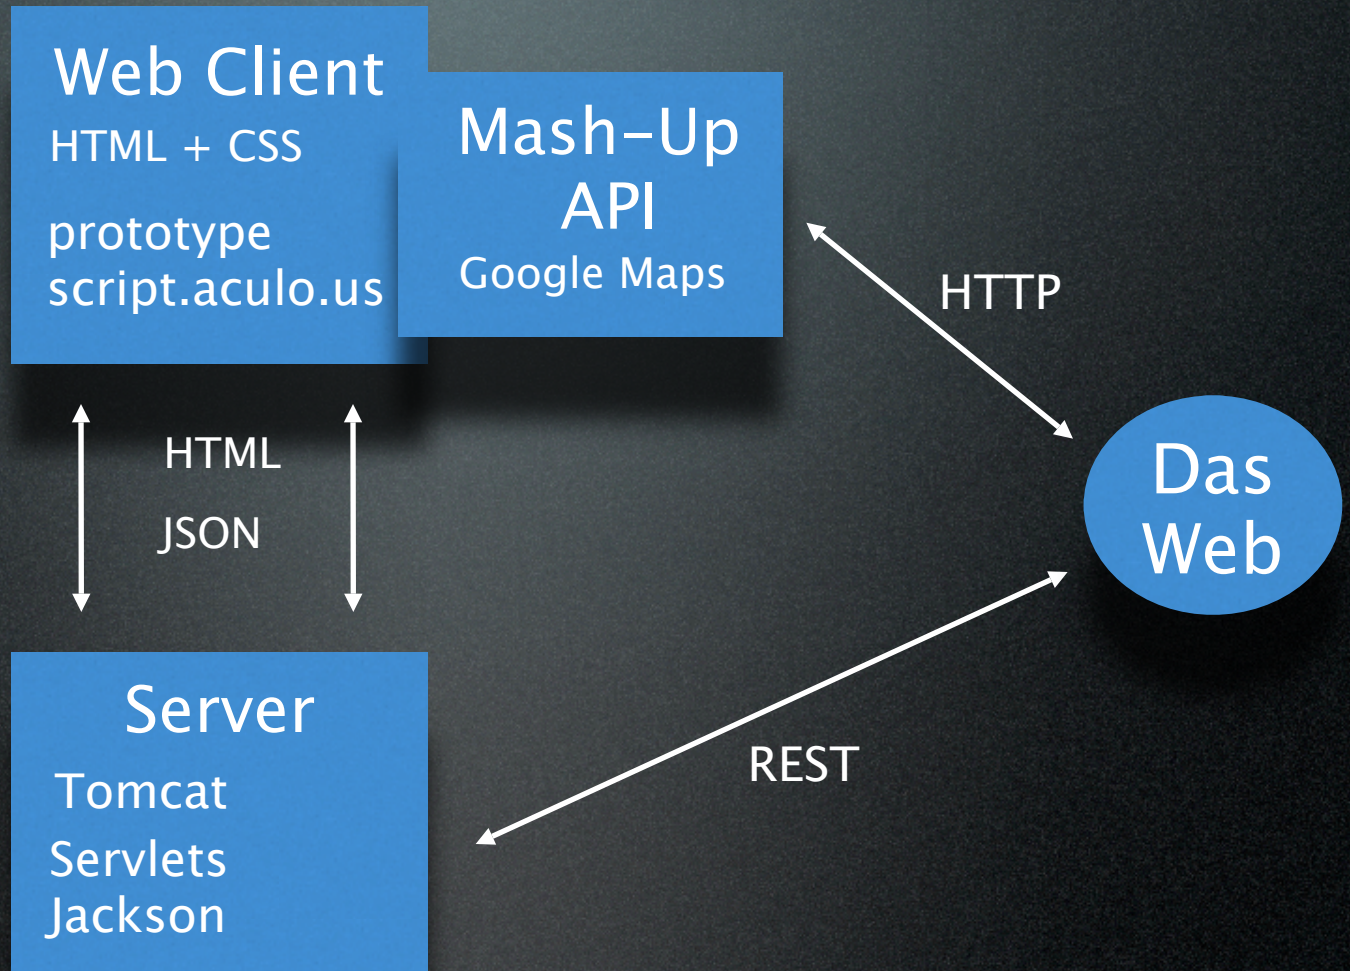 Web Client
HTML + CSS
prototype
script.aculo.us
Mash-Up
API
Google Maps
HTTP
HTML
JSON
Das
Web
Server
Tomcat
Servlets
Jackson
REST